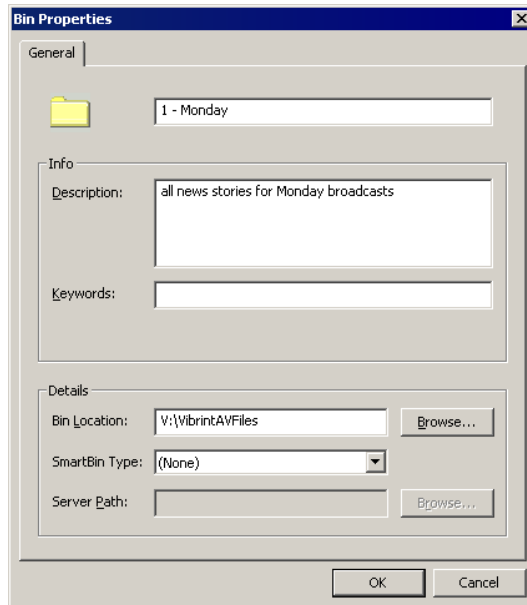 Bin Properties
General
1 - Monday
Info
Description:
all news stories for Monday broadcasts
Keywords:
Details
Bin Location:
V:\VibrintAVFiles
Browse...
SmartBin Type:
(None)
Server Path:
Browse...
OK
Cancel